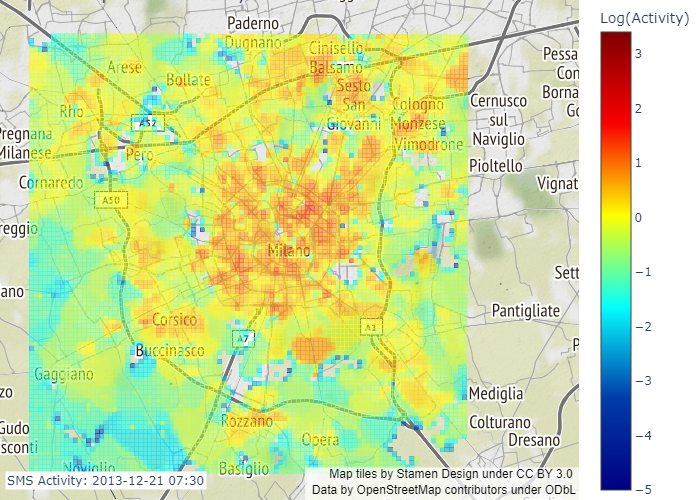 Log(Activity)
Paderno
Dugnano
Cinisello
Balsamo
Arese
Bollate
Sesto
San
Giovanni
Rho
Cologno
Monzese
Cernusco
sul
Naviglio
Pessa
Con
Borna
Go
A52
Pregnana
Milanese
Pero
Vimodrone
Pioltello
Cornaredo
Vignat
A50
reggio
Milano
Sett
ano
Pantigliate
Corsico
A7
A1
Buccinasco
P
Gaggiano
zo
Mediglia
Rozzano
Colturano
Gudo
sconti
Opera
Dresano
Noviglio
Basiglio
SMS Activity: 2013-12-21 07:30
Map tiles by Stamen Design under CC BY 3.0
Data by OpenStreetMap contributors under ODbL
3
2
1
0
−1
−2
−3
−4
−5